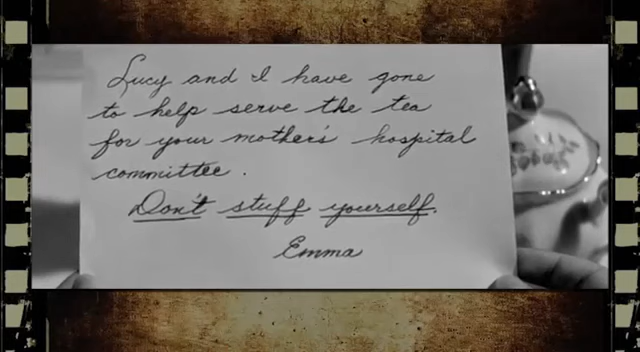 Lucy and I have gone
to help serve the tea
for your mother's hospital
committee.
Don't stuff yourself.
Emma